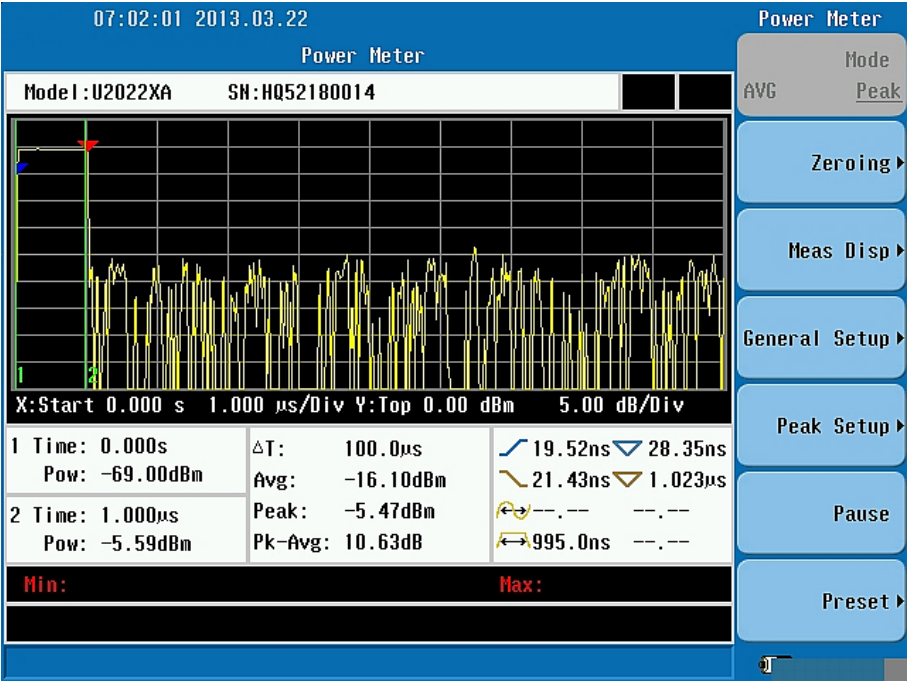 07:02:01 2013.03.22
Power Meter
Power Meter
Mode
AVG Peak
Model:U2022XA SN:HQ52180014
Zeroing
Meas Disp
General Setup
Peak Setup
Pause
Preset
1 2
X:Start 0.000 s 1.000 µs/Div Y:Top 0.00 dBm 5.00 dB/Div
1 Time: 0.000s
Pow: -69.00dBm
2 Time: 1.000µs
Pow: -5.59dBm
△T: 100.0µs
Avg: -16.10dBm
Peak: -5.47dBm
Pk-Avg: 10.63dB
19.52ns 28.35ns
21.43ns 1.023µs
--.-- --.--
995.0ns --.--
Min: Max: